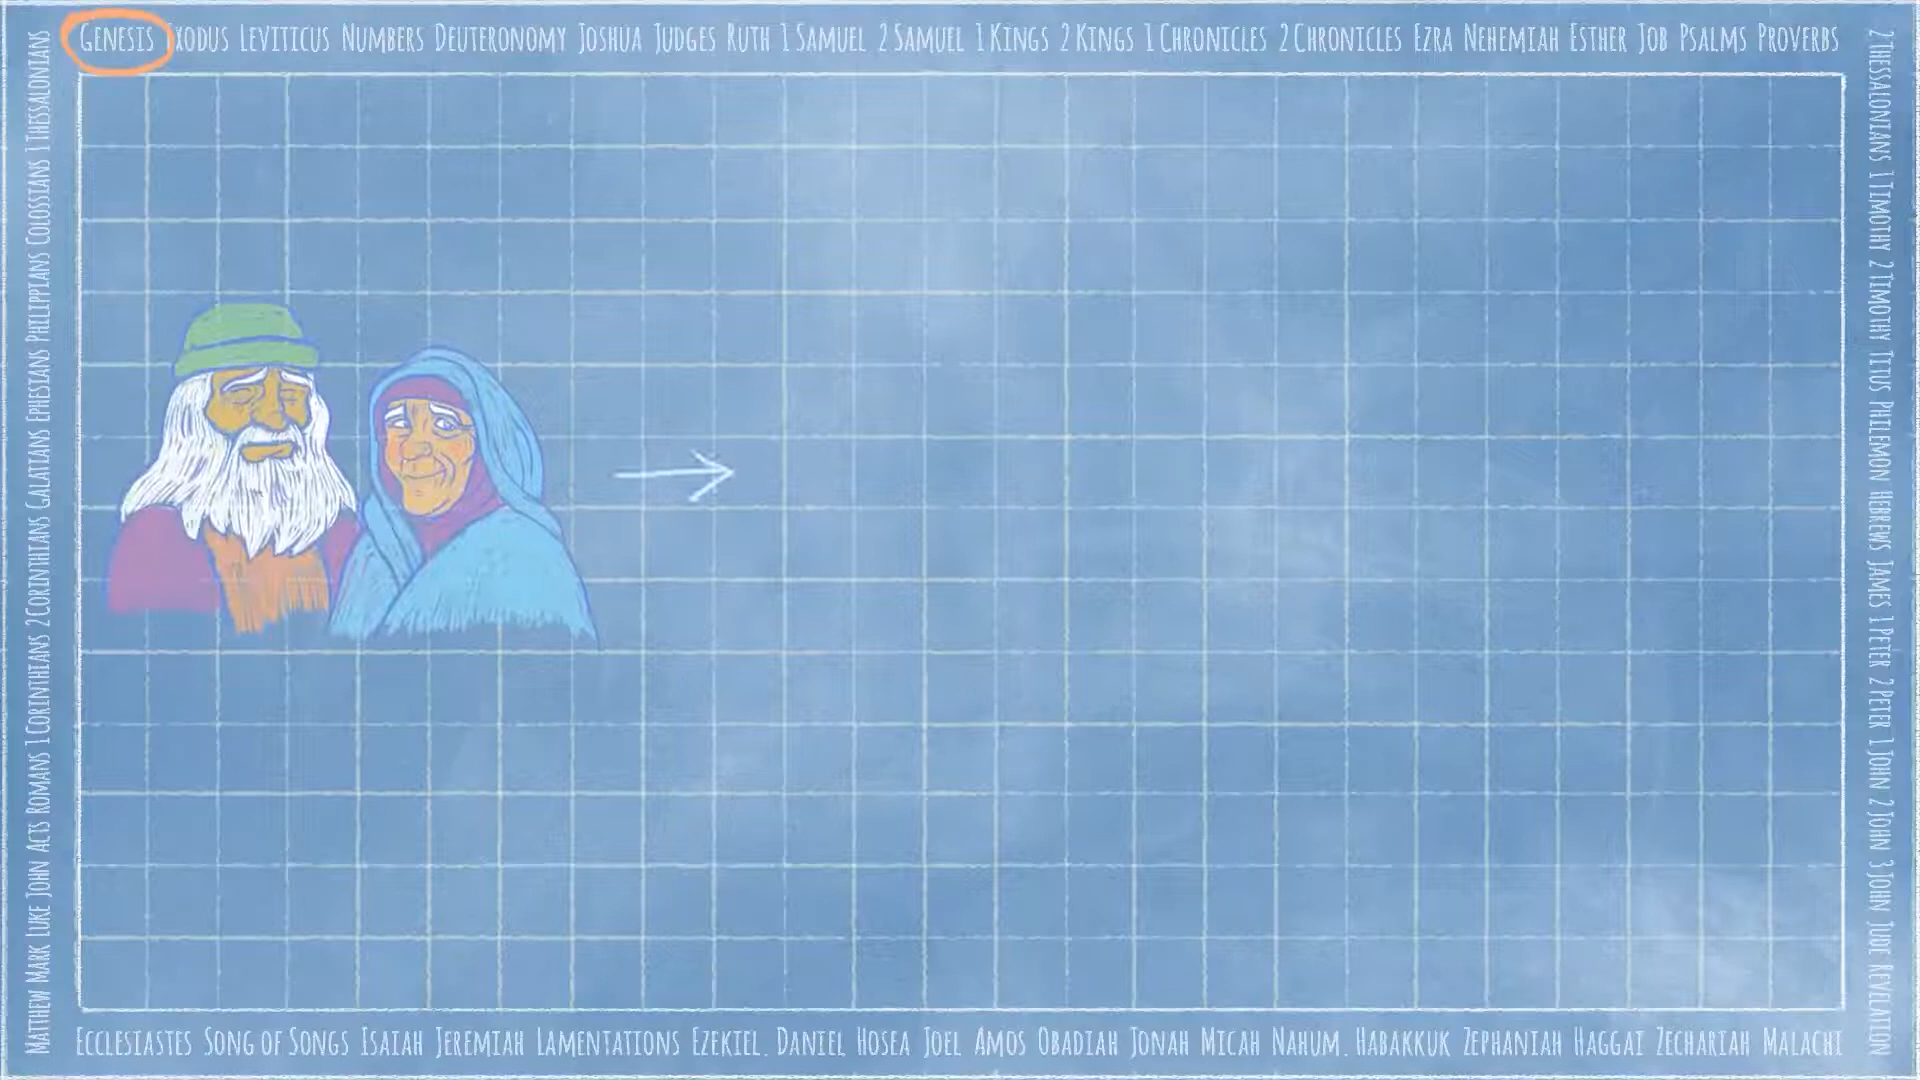 Genesis Exodus Leviticus Numbers Deuteronomy Joshua Judges Ruth 1 Samuel 2 Samuel 1 Kings 2 Kings 1 Chronicles 2 Chronicles Ezra Nehemiah Esther Job Psalms Proverbs
Matthew Mark Luke John Acts Romans 1 Corinthians 2 Corinthians Galatians Ephesians Philippians Colossians 1 Thessalonians
2 Thessalonians 1 Timothy 2 Timothy Titus Philemon Hebrews James 1 Peter 2 Peter 1 John 2 John 3 John Jude Revelation
Ecclesiastes Song of Songs Isaiah Jeremiah Lamentations Ezekiel. Daniel Hosea Joel Amos Obadiah Jonah Micah Nahum. Habakkuk Zephaniah Haggai Zechariah Malachi